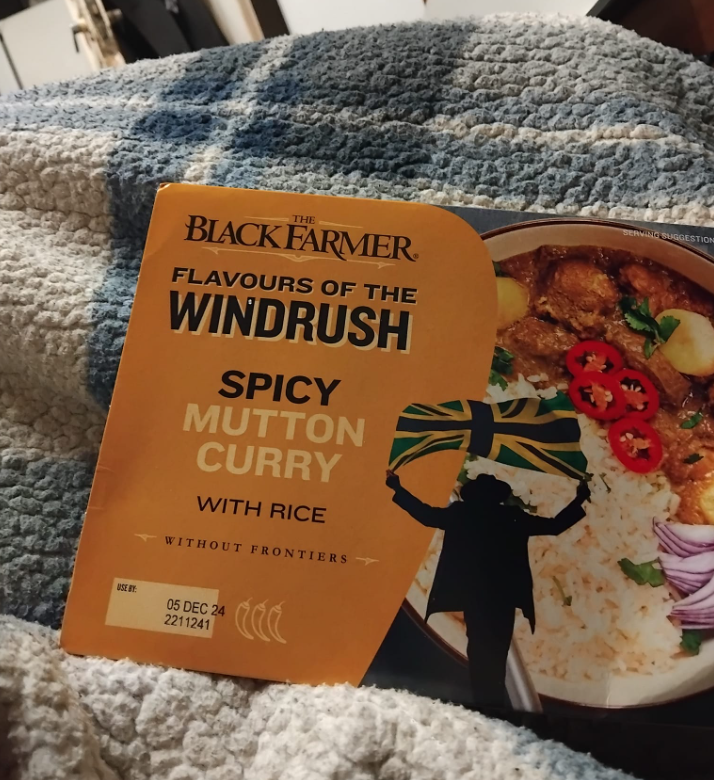 THE
BLACK FARMER®
FLAVOURS OF THE
WINDRUSH
SPICY
MUTTON
CURRY
WITH RICE
WITHOUT FRONTIERS
USE BY:
05 DEC 24
2211241
SERVING SUGGESTION